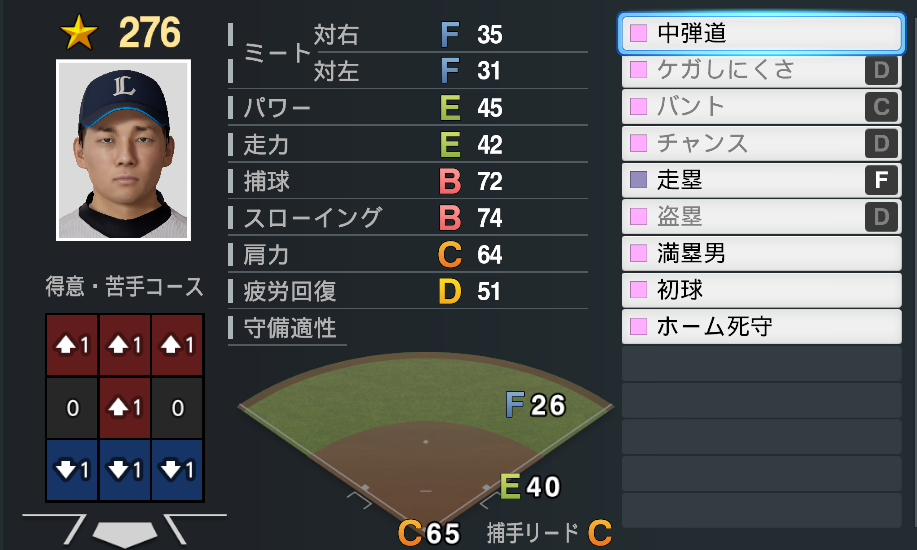 276
L
ミート 対右 F 35
対左 F 31
パワー E 45
走力 E 42
捕球 B 72
スローイング B 74
肩力 C 64
疲労回復 D 51
守備適性
得意・苦手コース
1 1 1
0 1 0
1 1 1
F 26
E 40
C 65 捕手リード C
中弾道
ケガしにくさ D
バント C
チャンス D
走塁 F
盗塁 D
満塁男
初球
ホーム死守